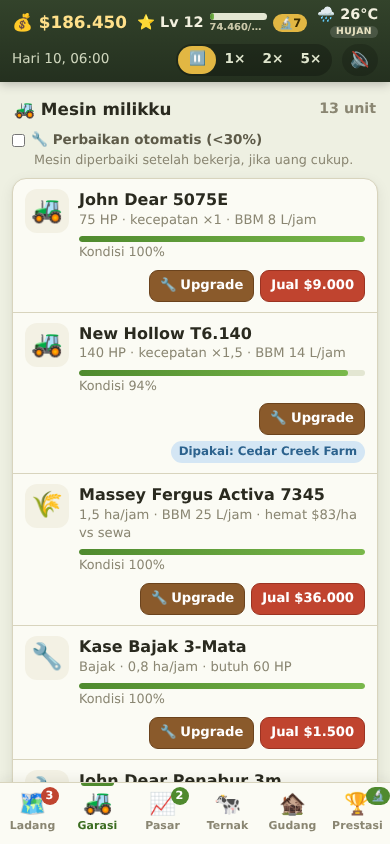 $186.450 Lv 12 74.460/... 7 26°C
HUJAN
Hari 10, 06:00 1× 2× 5×
Mesin milikku 13 unit
Perbaikan otomatis (<30%)
Mesin diperbaiki setelah bekerja, jika uang cukup.
John Dear 5075E
75 HP · kecepatan ×1 · BBM 8 L/jam
Kondisi 100%
Upgrade Jual $9.000
New Hollow T6.140
140 HP · kecepatan ×1,5 · BBM 14 L/jam
Kondisi 94%
Upgrade
Dipakai: Cedar Creek Farm
Massey Fergus Activa 7345
1,5 ha/jam · BBM 25 L/jam · hemat $83/ha
vs sewa
Kondisi 100%
Upgrade Jual $36.000
Kase Bajak 3-Mata
Bajak · 0,8 ha/jam · butuh 60 HP
Kondisi 100%
Upgrade Jual $1.500
John Dear Penabur 3m
3 2
Ladang Garasi Pasar Ternak Gudang Prestasi